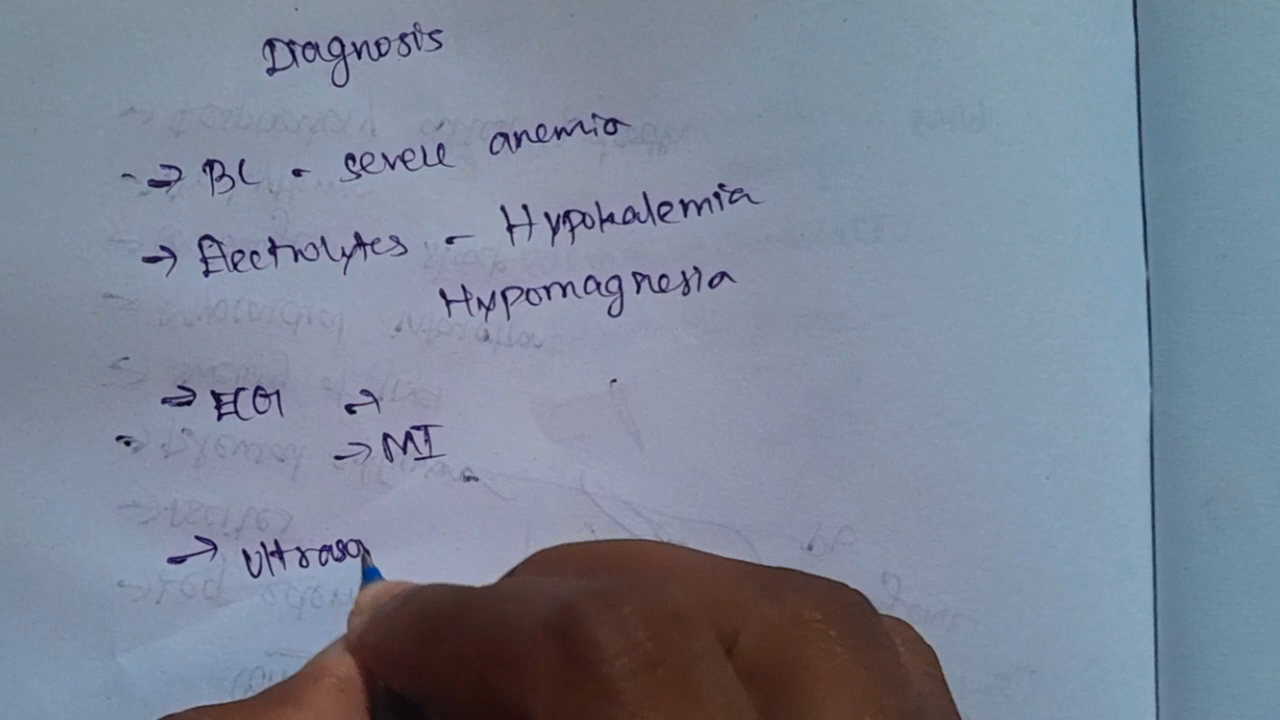 Diagnosis
→ BC - severe anemia
→ Electrolytes - Hypokalemia
Hypomagnesia
→ ECG →
→ MI
→ Ultraso